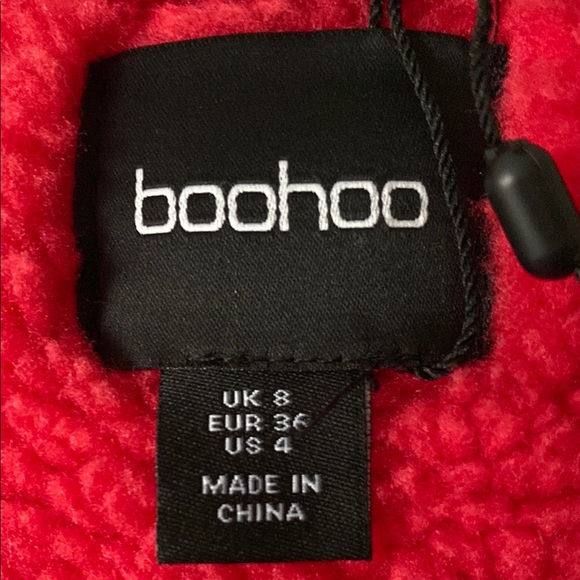 boohoo
UK 8
EUR 36
US 4
MADE IN
CHINA